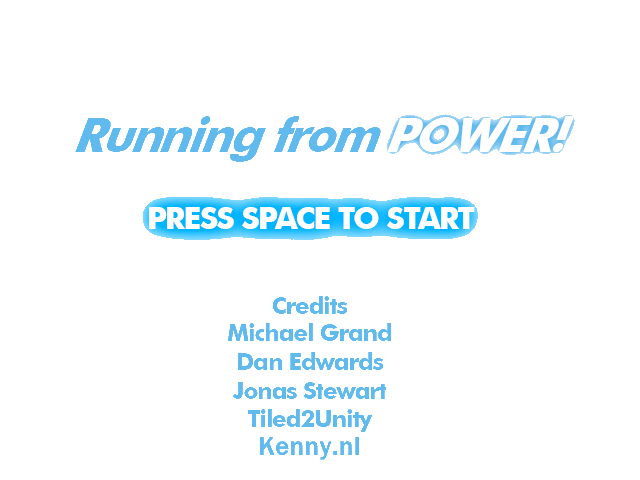 Running from POWER!
PRESS SPACE TO START
Credits
Michael Grand
Dan Edwards
Jonas Stewart
Tiled2Unity
Kenny.nl